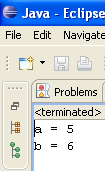 Java - Eclipse
File Edit Navigate
Problems
<terminated>
a = 5
b = 6